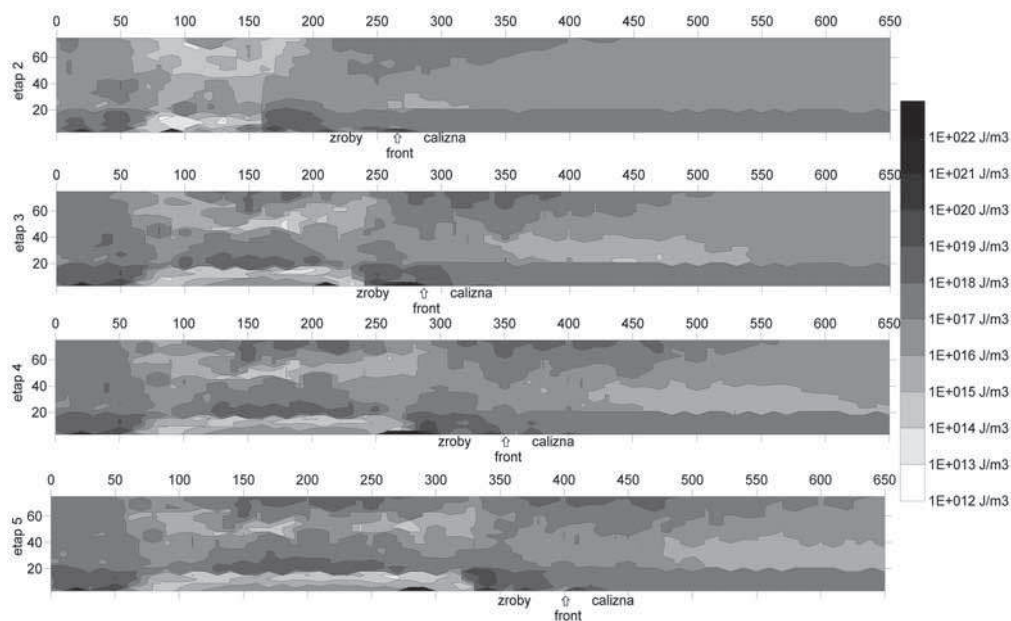 0 50 100 150 200 250 300 350 400 450 500 550 600 650
etap 2
60
40
20
zroby calizna
front
0 50 100 150 200 250 300 350 400 450 500 550 600 650
etap 3
60
40
20
zroby calizna
front
0 50 100 150 200 250 300 350 400 450 500 550 600 650
etap 4
60
40
20
zroby calizna
front
0 50 100 150 200 250 300 350 400 450 500 550 600 650
etap 5
60
40
20
zroby calizna
front
1E+022 J/m3
1E+021 J/m3
1E+020 J/m3
1E+019 J/m3
1E+018 J/m3
1E+017 J/m3
1E+016 J/m3
1E+015 J/m3
1E+014 J/m3
1E+013 J/m3
1E+012 J/m3